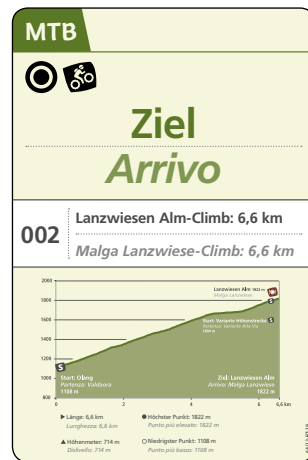 MTB
Ziel
Arrivo
002
Lanzwiesen Alm-Climb: 6,6 km
Malga Lanzwiese-Climb: 6,6 km
2000
1800
1600
1400
1200
1000
800
Lanzwiesen Alm 1822 m
Malga Lanzwiese
Start: Variante Höhenstrecke
Partenza: Variante Alta Via
S
S
S
Start: Olang
Partenza: Valdaora
1108 m
Ziel: Lanzwiesen Alm
Arrivo: Malga Lanzwiese
1822 m
0
2
4
6
6,6 km
Länge: 6,6 km
Lunghezza: 6,6 km
Höchster Punkt: 1822 m
Punto più elevato: 1822 m
Höhenmeter: 714 m
Dislivello: 714 m
Niedrigster Punkt: 1108 m
Punto più basso: 1108 m